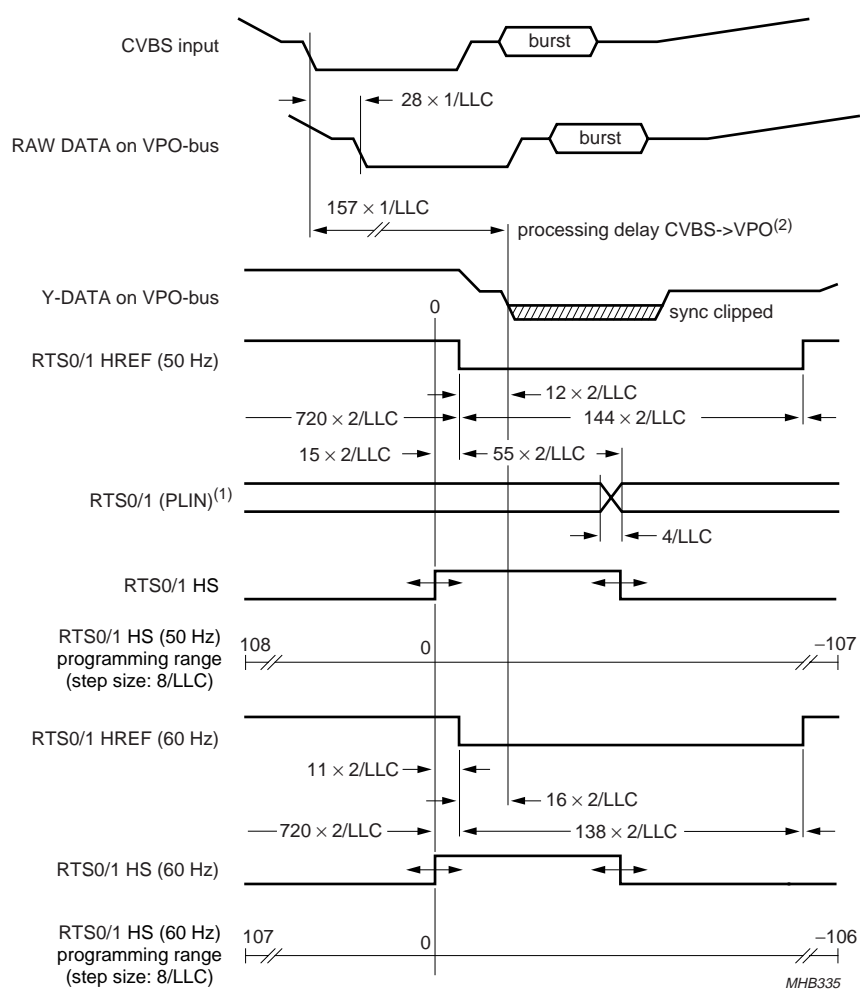 CVBS input
burst
28 × 1/LLC
RAW DATA on VPO-bus
burst
157 × 1/LLC
processing delay CVBS->VPO(2)
Y-DATA on VPO-bus
0
sync clipped
RTS0/1 HREF (50 Hz)
12 × 2/LLC
720 × 2/LLC
144 × 2/LLC
15 × 2/LLC
55 × 2/LLC
RTS0/1 (PLIN)(1)
4/LLC
RTS0/1 HS
RTS0/1 HS (50 Hz)
programming range
(step size: 8/LLC)
108
0
−107
RTS0/1 HREF (60 Hz)
11 × 2/LLC
16 × 2/LLC
720 × 2/LLC
138 × 2/LLC
RTS0/1 HS (60 Hz)
RTS0/1 HS (60 Hz)
programming range
(step size: 8/LLC)
107
0
−106
MHB335